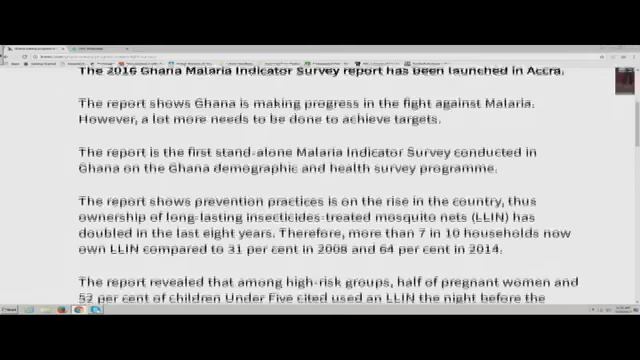 The 2016 Ghana Malaria Indicator Survey report has been launched in Accra.
The report shows Ghana is making progress in the fight against Malaria.
However, a lot more needs to be done to achieve targets.
The report is the first stand-alone Malaria Indicator Survey conducted in
Ghana on the Ghana demographic and health survey programme.
The report shows prevention practices is on the rise in the country, thus
ownership of long-lasting insecticides-treated mosquito nets (LLIN) has
doubled in the last eight years. Therefore, more than 7 in 10 households now
own LLIN compared to 31 per cent in 2008 and 64 per cent in 2014.
The report revealed that among high-risk groups, half of pregnant women and
52 per cent of children Under Five cited used an LLIN the night before the